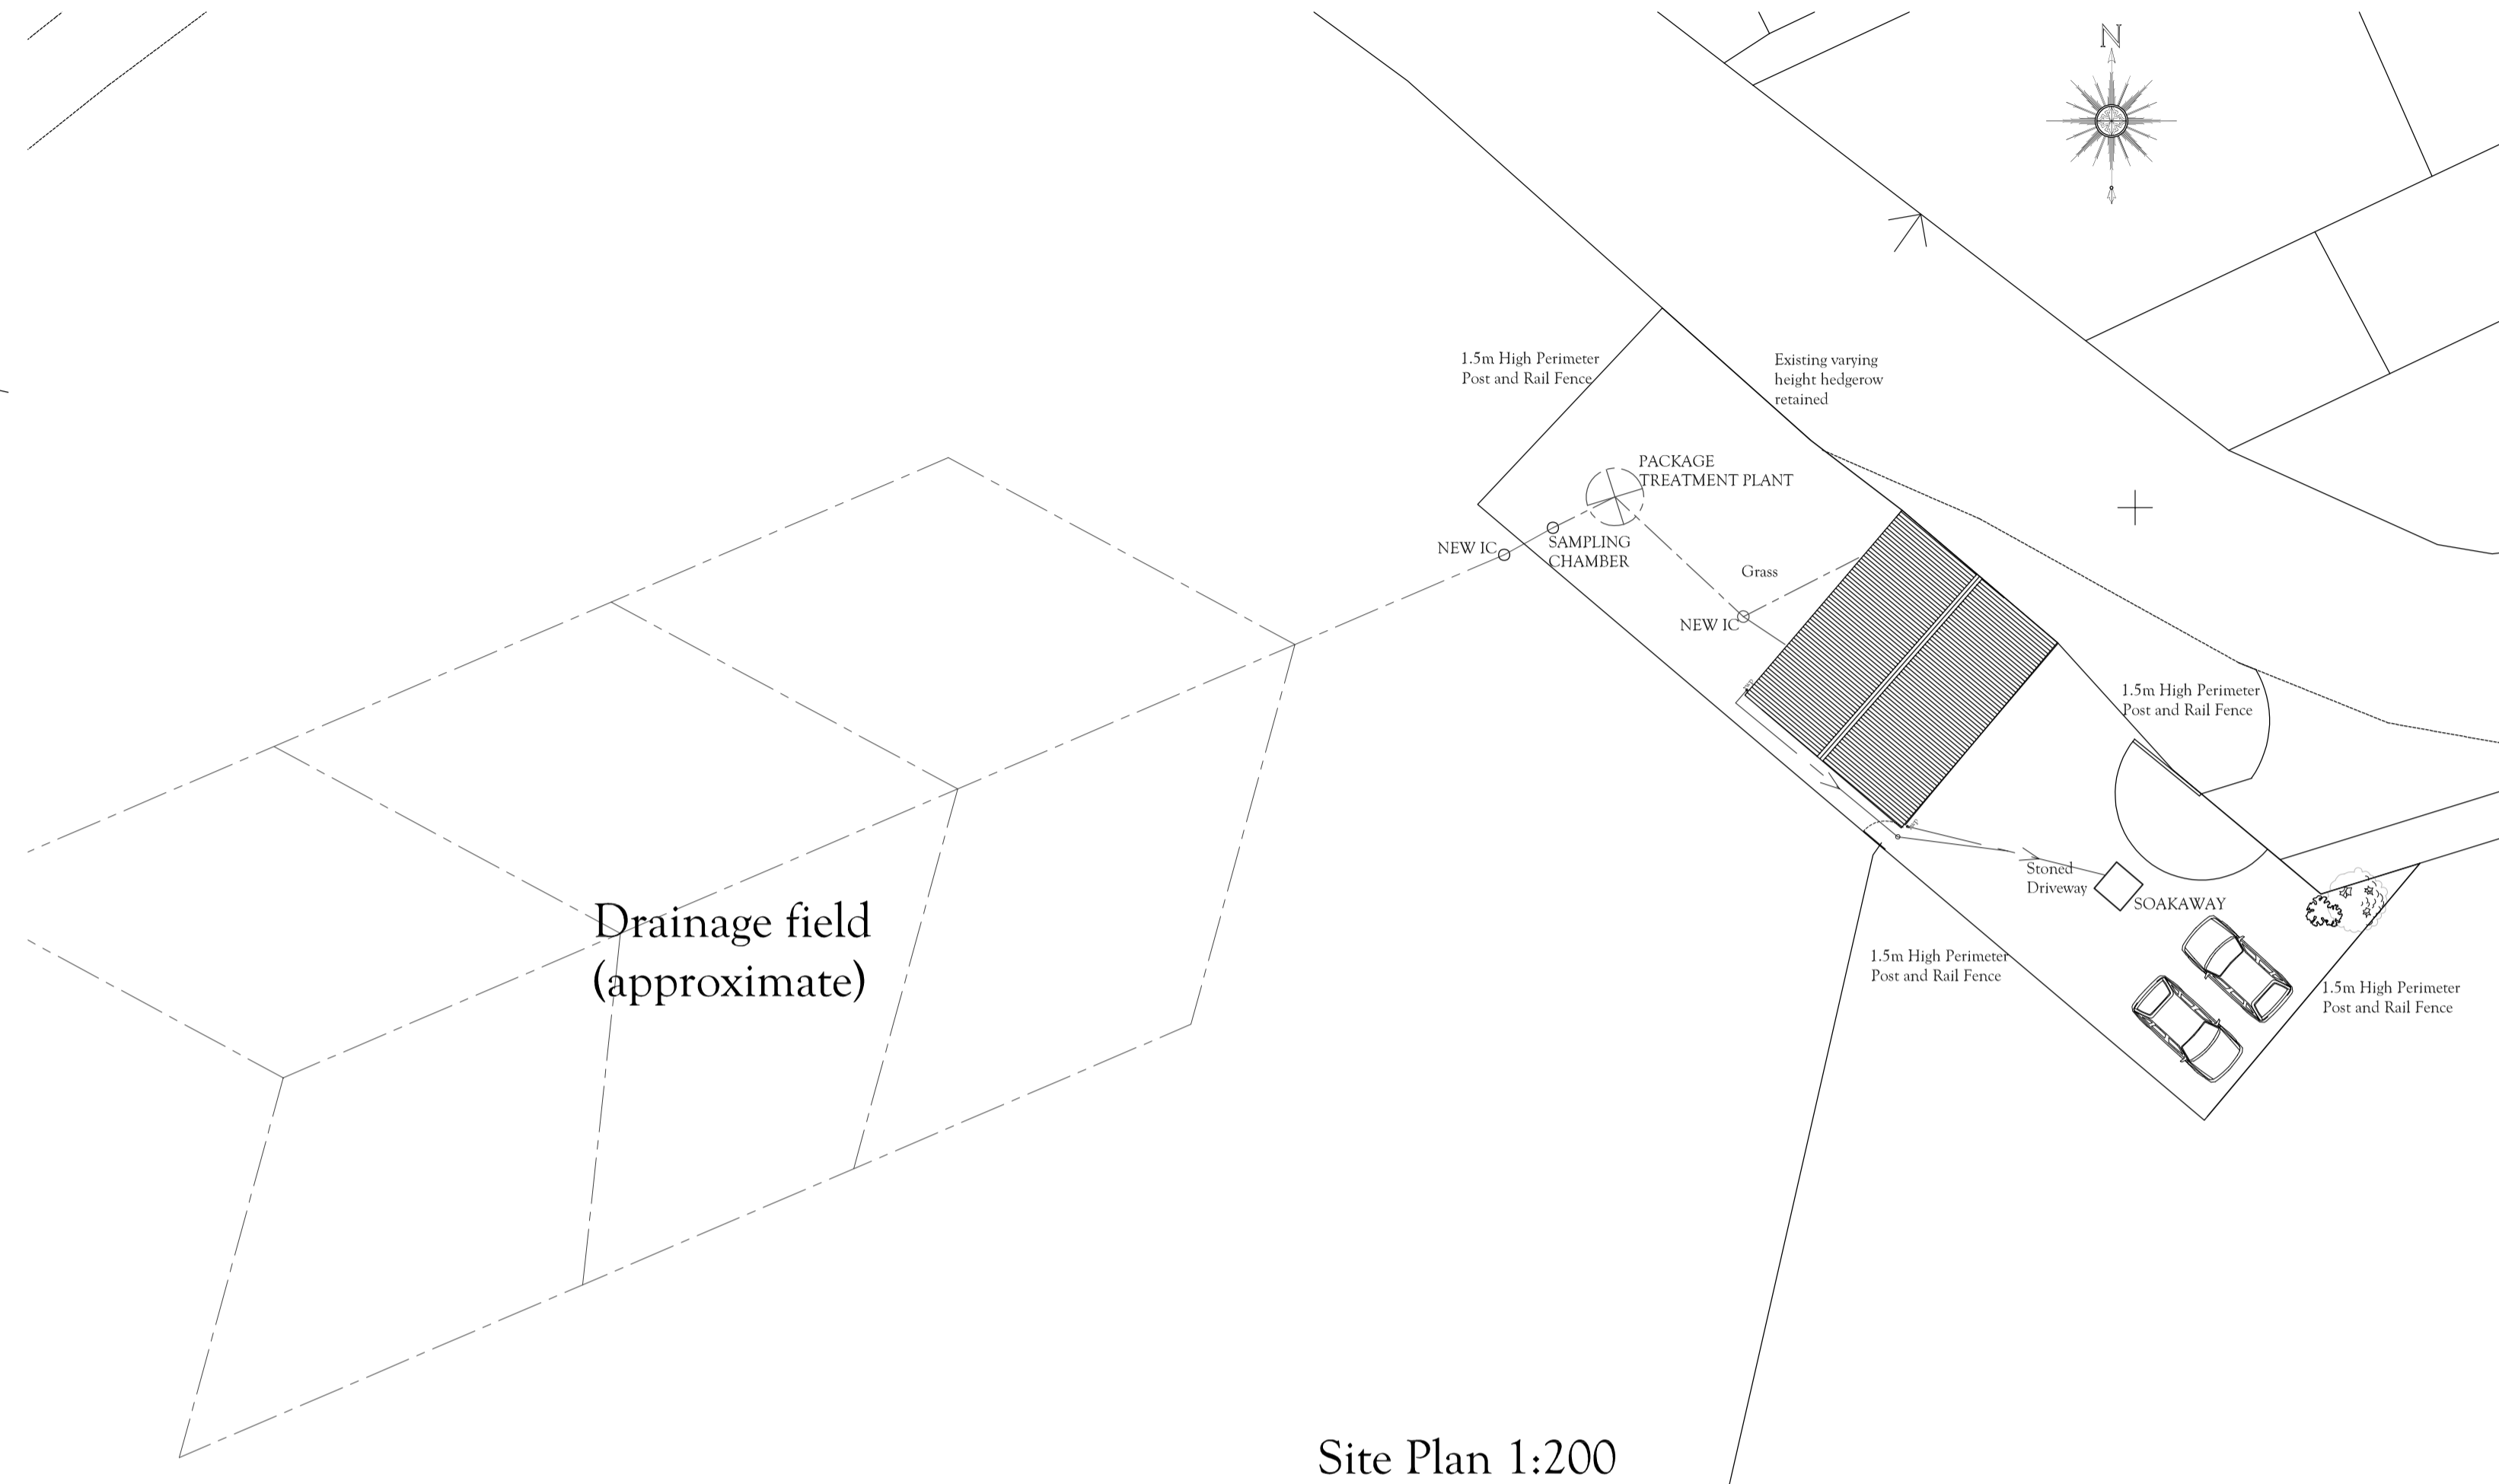 N
1.5m High Perimeter
Post and Rail Fence
Existing varying
height hedgerow
retained
PACKAGE
TREATMENT PLANT
NEW IC
SAMPLING
CHAMBER
Grass
NEW IC
1.5m High Perimeter
Post and Rail Fence
Stoned
Driveway
SOAKAWAY
Drainage field
(approximate)
1.5m High Perimeter
Post and Rail Fence
1.5m High Perimeter
Post and Rail Fence
Site Plan 1:200